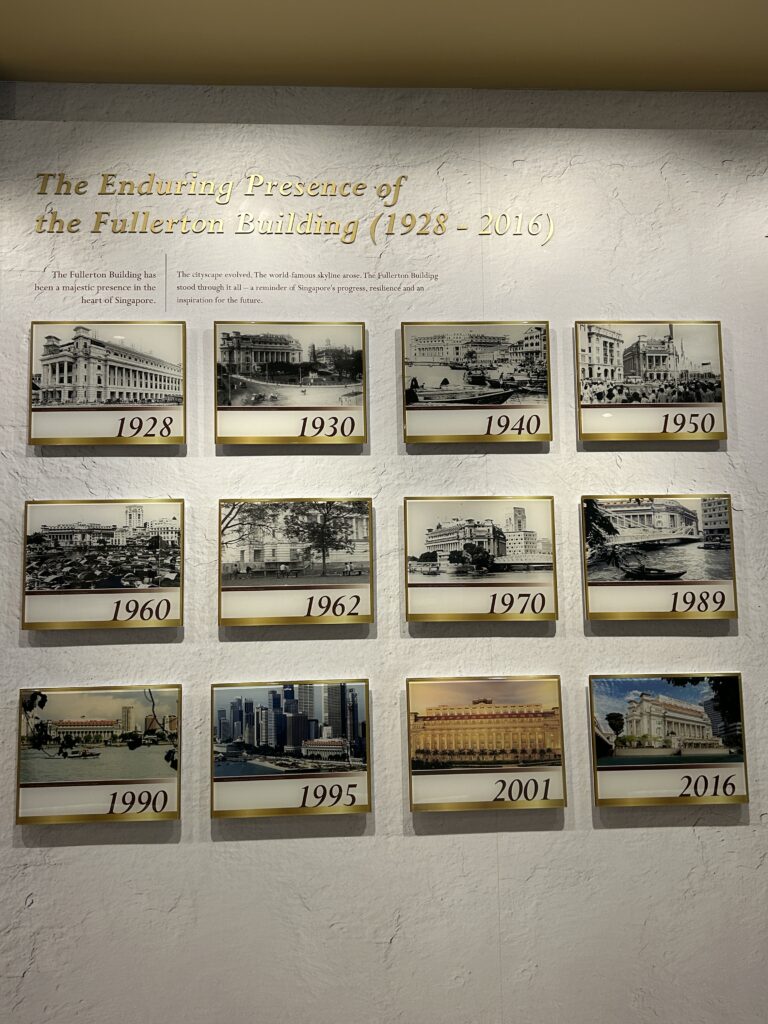 The Enduring Presence of
the Fullerton Building (1928 - 2016)
The Fullerton Building has
been a majestic presence in the
heart of Singapore.
The cityscape evolved. The world-famous skyline arose. The Fullerton Building
stood through it all – a reminder of Singapore's progress, resilience and an
inspiration for the future.
1928
1930
1940
1950
1960
1962
1970
1989
1990
1995
2001
2016